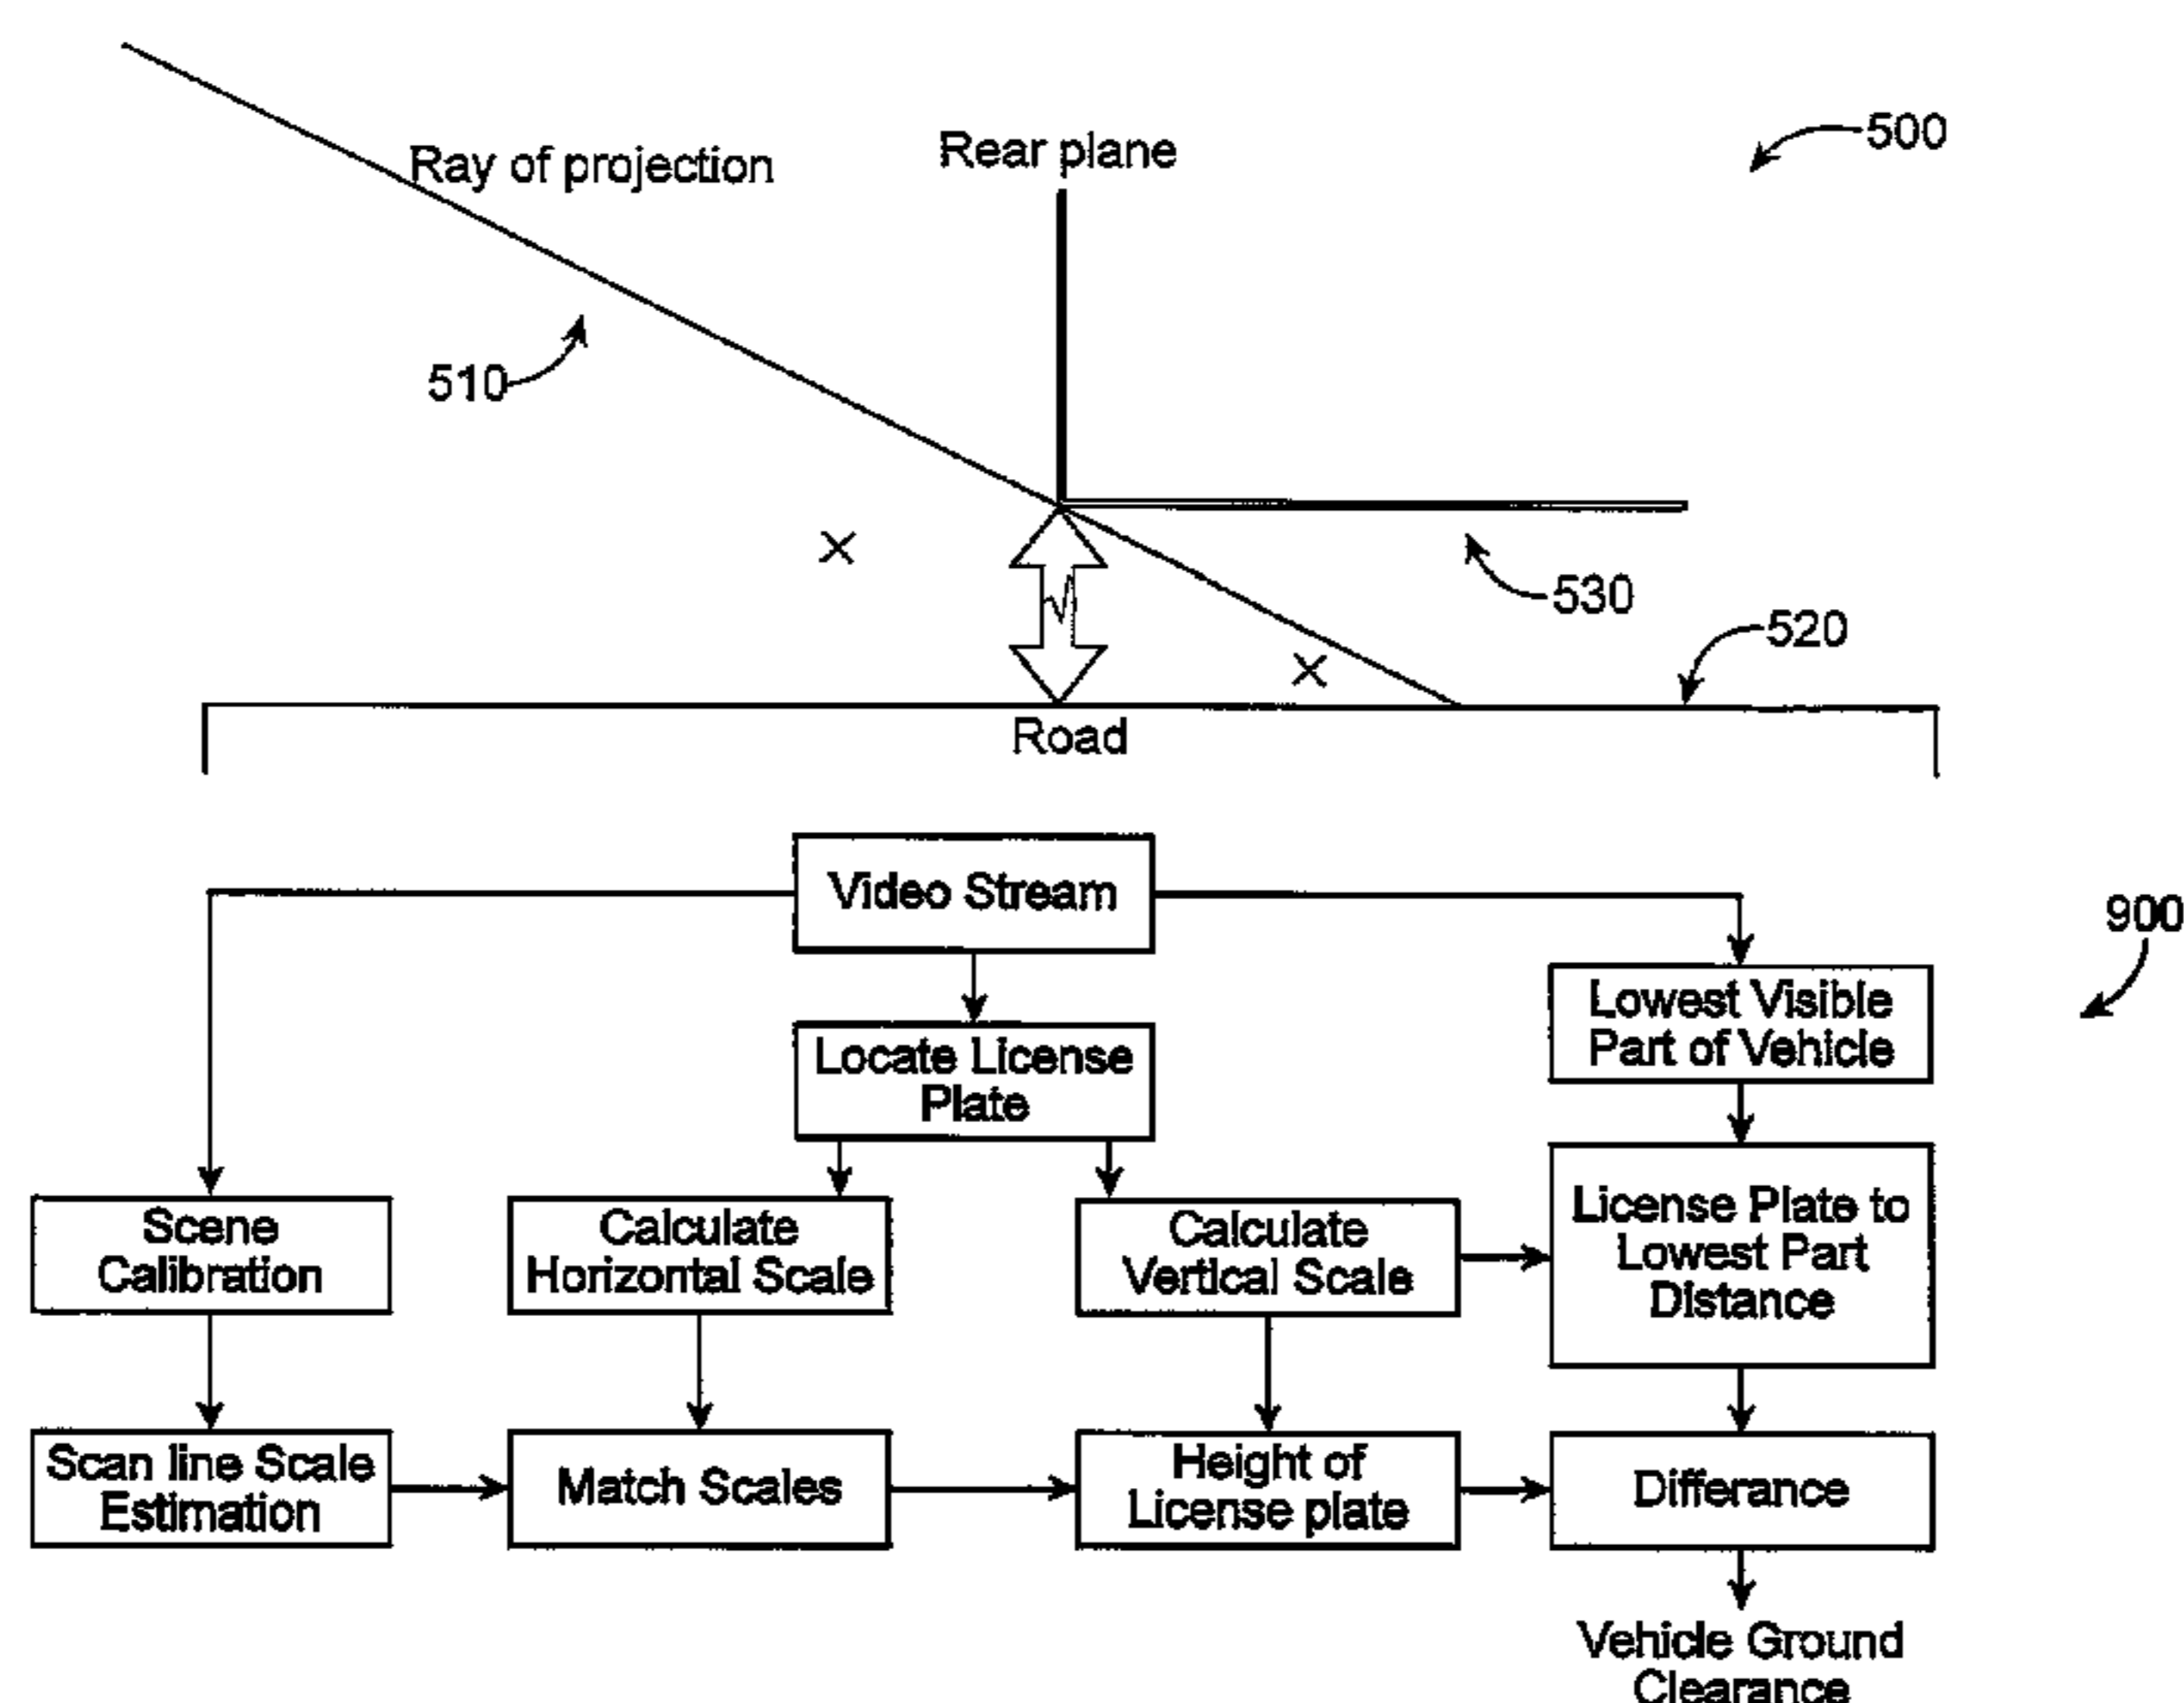 Ray of projection
Rear plane
500
510
530
520
Road
Video Stream
900
Lowest Visible
Part of Vehicle
Locate License
Plate
Scene
Calibration
Calculate
Horizontal Scale
Calculate
Vertical Scale
License Plate to
Lowest Part
Distance
Scan line Scale
Estimation
Match Scales
Height of
License plate
Differance
Vehicle Ground
Clearance